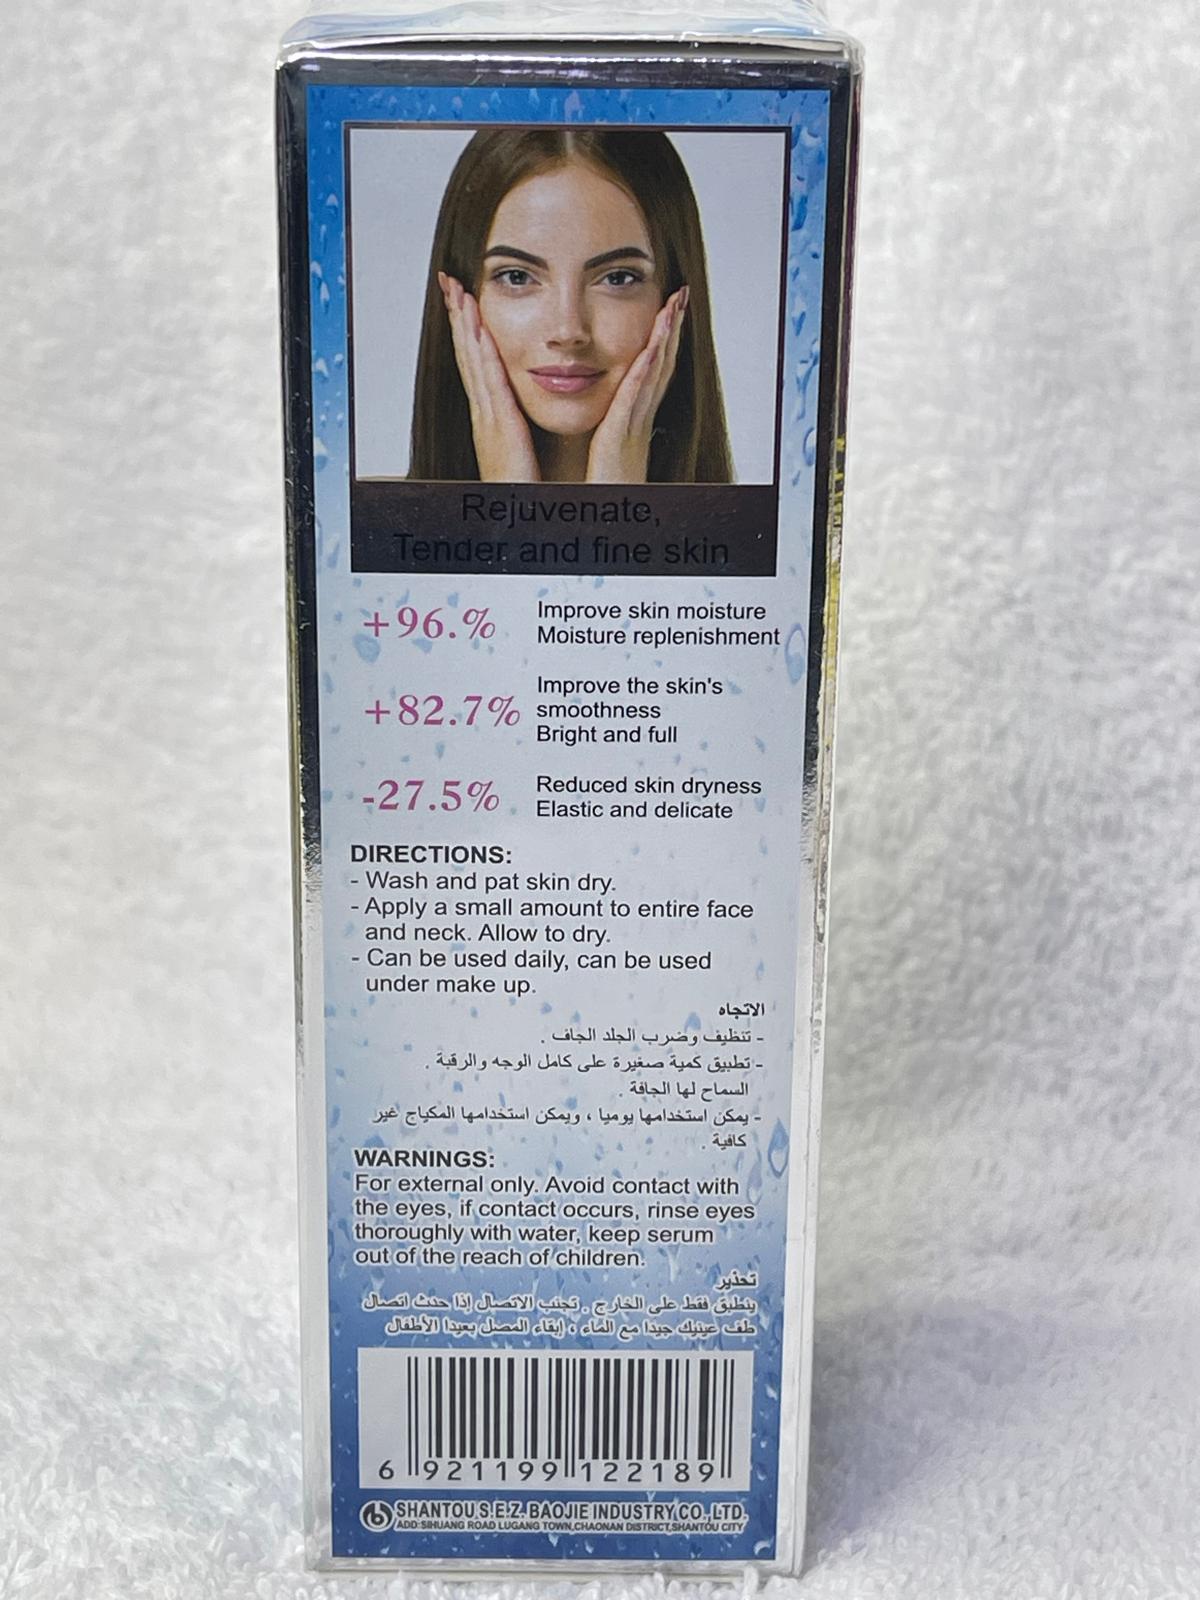 Rejuvenate,
Tender and fine skin
+96.%
Improve skin moisture
Moisture replenishment
+82.7%
Improve the skin's
smoothness
Bright and full
-27.5%
Reduced skin dryness
Elastic and delicate
DIRECTIONS:
- Wash and pat skin dry.
- Apply a small amount to entire face
and neck. Allow to dry.
- Can be used daily, can be used
under make up.
الاتجاه
- تنظيف وضرب الجلد الجاف .
- تطبيق كمية صغيرة على كامل الوجه والرقبة .
السماح لها الجافة .
- يمكن استخدامها يوميا ، ويمكن استخدامها المكياج غير
كافية .
WARNINGS:
For external only. Avoid contact with
the eyes, if contact occurs, rinse eyes
thoroughly with water, keep serum
out of the reach of children.
تحذير
ينطبق فقط على الخارج . تجنب الاتصال إذا حدث اتصال
طف عينيك جيدا مع الماء ، إبقاء المصل بعيدا الأطفال
6 921199 122189
SHANTOU S.E.Z. BAOJIE INDUSTRY CO., LTD.
ADD:SIHUANG ROAD LUGANG TOWN,CHAONAN DISTRICT,SHANTOU CITY